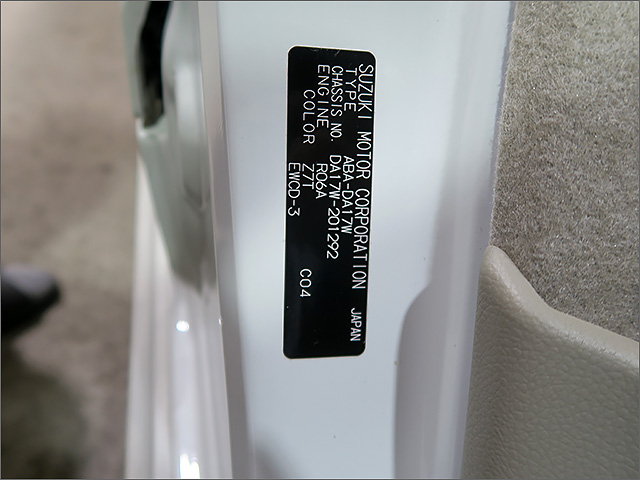 SUZUKI MOTOR CORPORATION JAPAN
TYPE ABA-DA17W
CHASSIS NO. DA17W-201292
ENGINE R06A
COLOR Z7T C04
EWCD-3